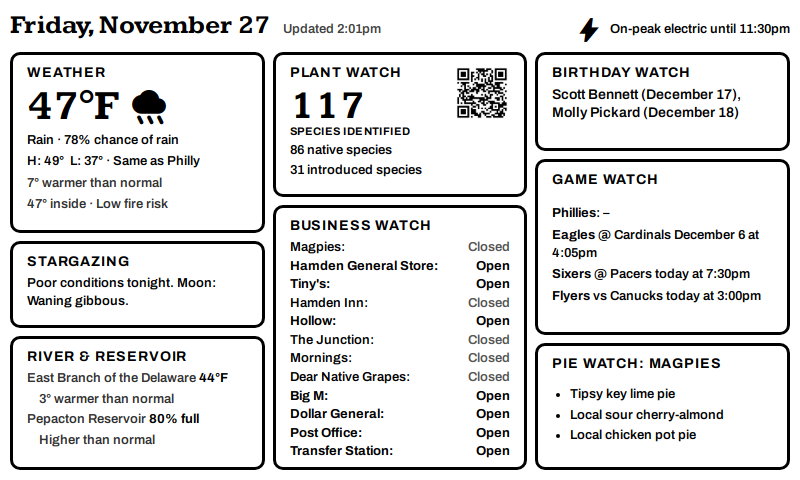 Friday, November 27 Updated 2:01pm
On-peak electric until 11:30pm
WEATHER
47°F
Rain · 78% chance of rain
H: 49° L: 37° · Same as Philly
7° warmer than normal
47° inside · Low fire risk
STARGAZING
Poor conditions tonight. Moon:
Waning gibbous.
RIVER & RESERVOIR
East Branch of the Delaware 44°F
3° warmer than normal
Pepacton Reservoir 80% full
Higher than normal
PLANT WATCH
117
SPECIES IDENTIFIED
86 native species
31 introduced species
BUSINESS WATCH
Magpies: Closed
Hamden General Store: Open
Tiny's: Open
Hamden Inn: Closed
Hollow: Open
The Junction: Closed
Mornings: Closed
Dear Native Grapes: Closed
Big M: Open
Dollar General: Open
Post Office: Open
Transfer Station: Open
BIRTHDAY WATCH
Scott Bennett (December 17),
Molly Pickard (December 18)
GAME WATCH
Phillies: –
Eagles @ Cardinals December 6 at
4:05pm
Sixers @ Pacers today at 7:30pm
Flyers vs Canucks today at 3:00pm
PIE WATCH: MAGPIES
• Tipsy key lime pie
• Local sour cherry-almond
• Local chicken pot pie